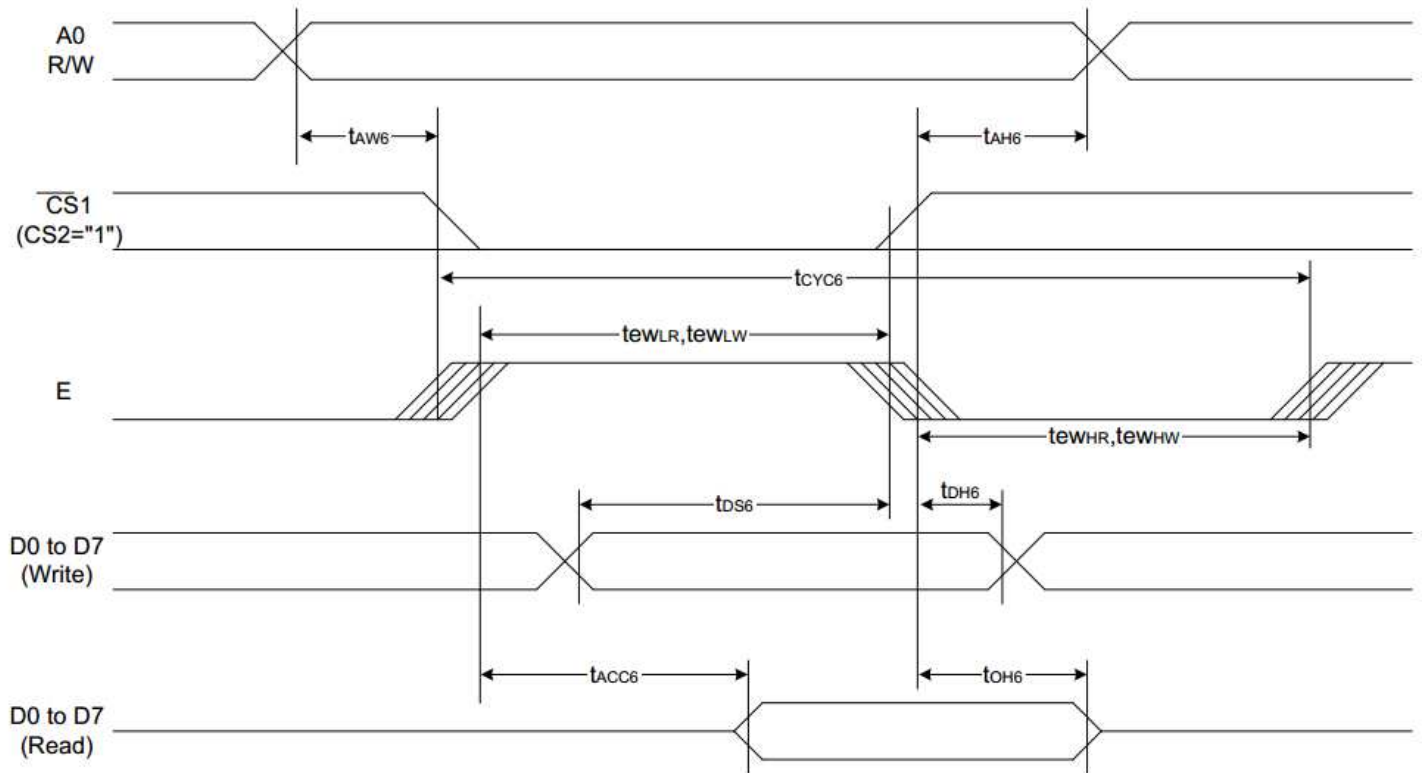 A0
R/W
tAW6
tAH6
CS1
(CS2="1")
tCYC6
tewLR,tewLW
E
tewHR,tewHW
tDS6
tDH6
D0 to D7
(Write)
tACC6
tOH6
D0 to D7
(Read)